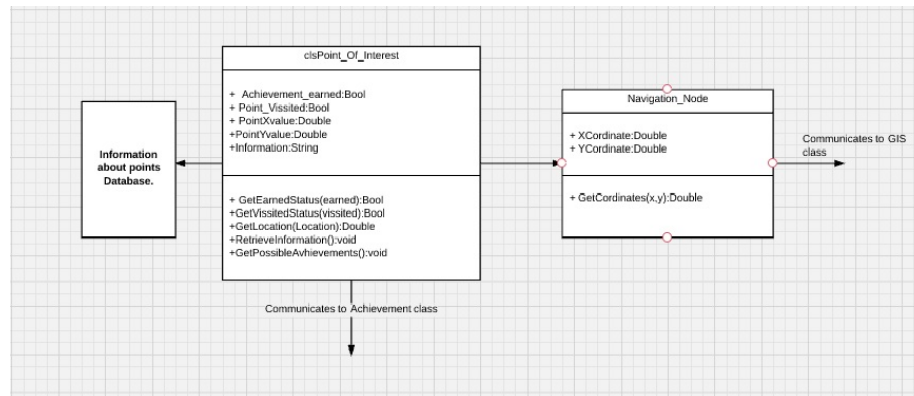 clsPoint_Of_Interest
+ Achievement_earned:Bool
+ Point_Vissited:Bool
+ PointXvalue:Double
+PointYvalue:Double
+Information:String
+ GetEarnedStatus(earned):Bool
+GetVissitedStatus(vissited):Bool
+GetLocation(Location):Double
+RetrieveInformation():void
+GetPossibleAvhievements():void
Information
about points
Database.
Navigation_Node
+ XCordinate:Double
+ YCordinate:Double
+ GetCordinates(x,y):Double
Communicates to GIS
class
Communicates to Achievement class